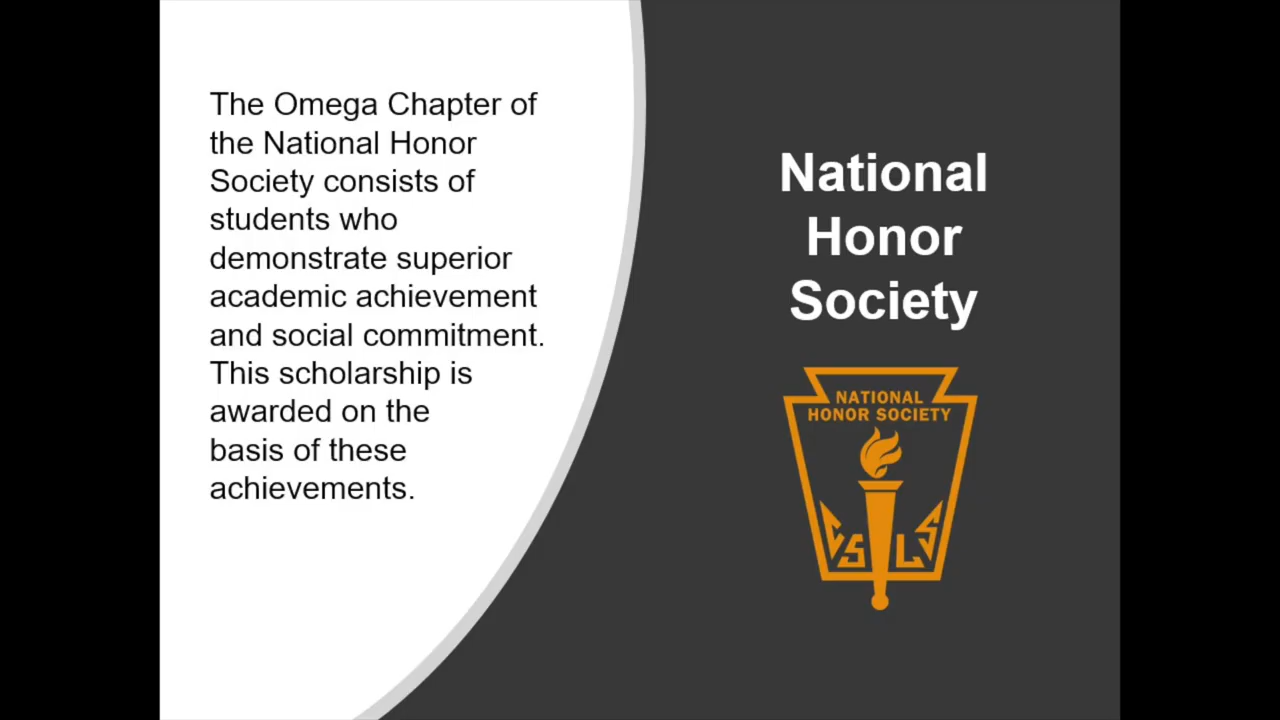 The Omega Chapter of
the National Honor
Society consists of
students who
demonstrate superior
academic achievement
and social commitment.
This scholarship is
awarded on the
basis of these
achievements.
National
Honor
Society
NATIONAL
HONOR SOCIETY
C S L S